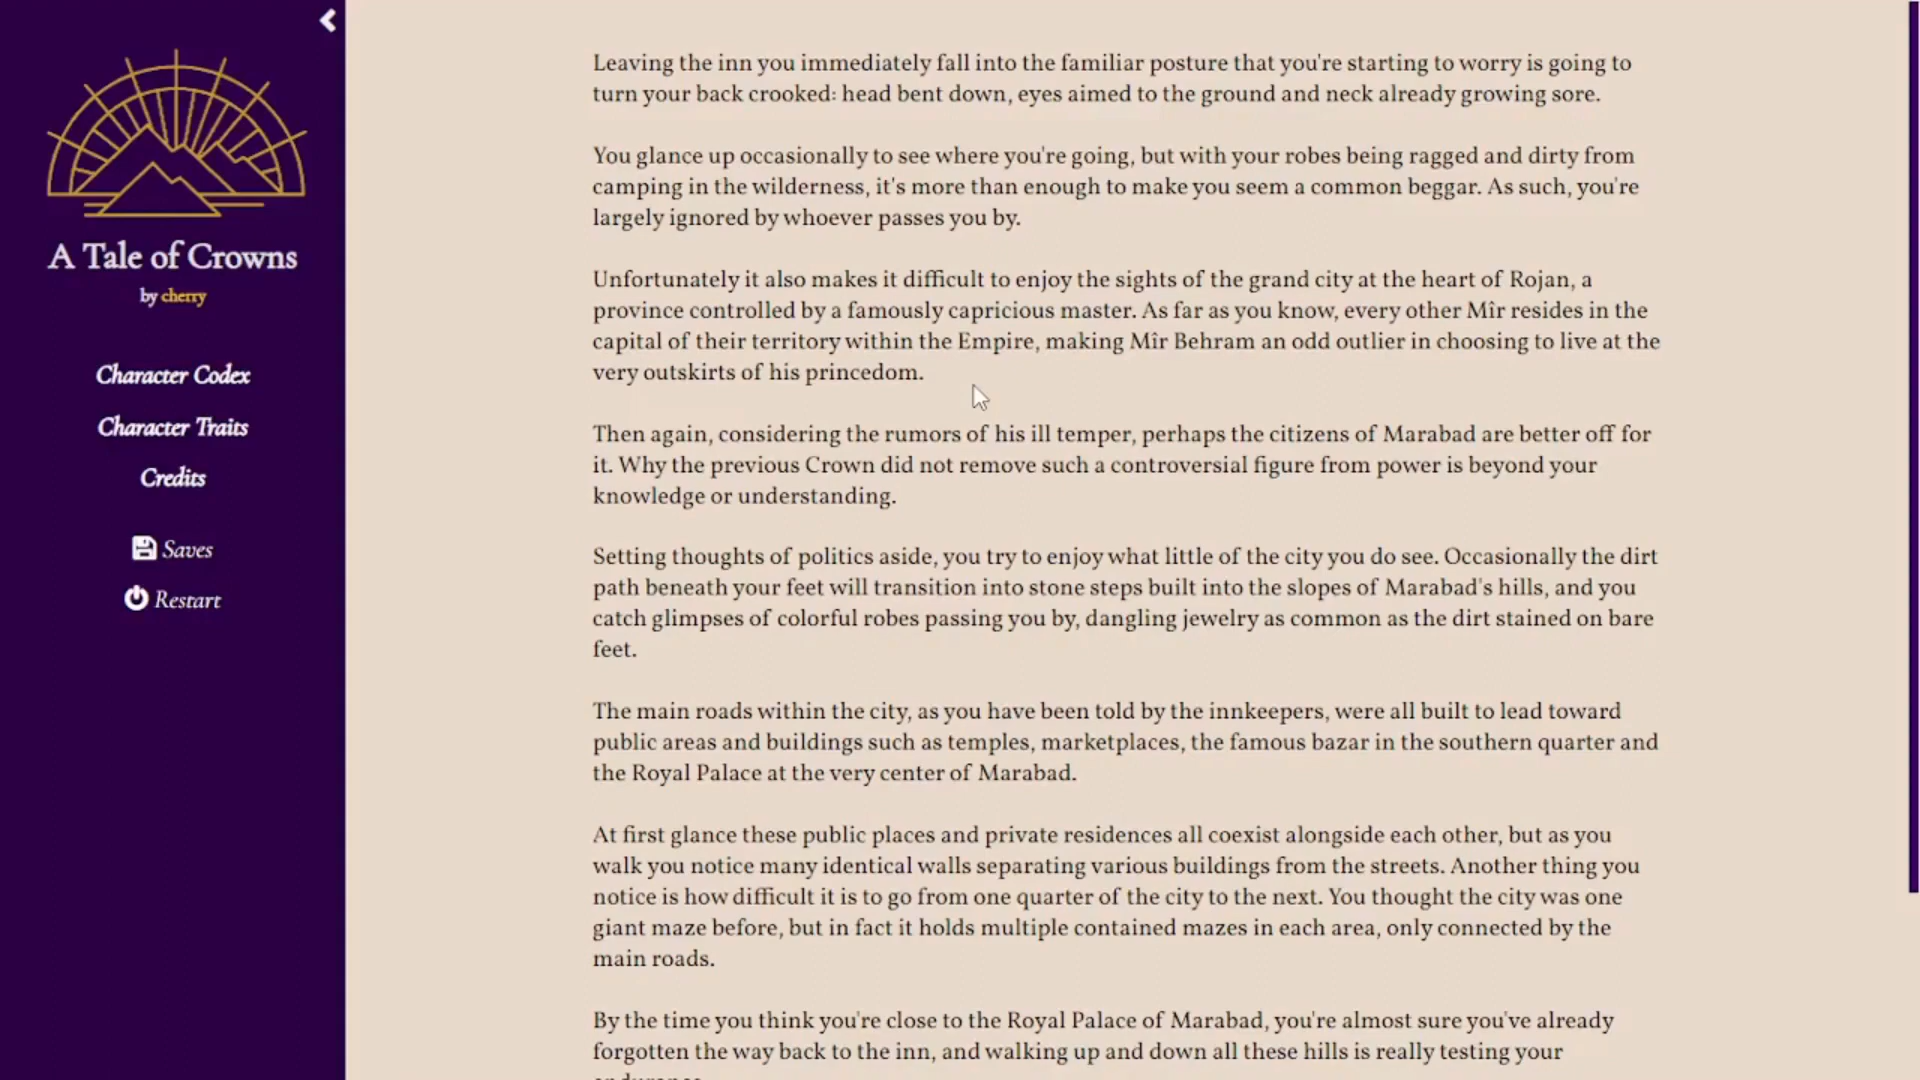 A Tale of Crowns
by cherry
Character Codex
Character Traits
Credits
Saves
Restart
Leaving the inn you immediately fall into the familiar posture that you're starting to worry is going to
turn your back crooked: head bent down, eyes aimed to the ground and neck already growing sore.
You glance up occasionally to see where you're going, but with your robes being ragged and dirty from
camping in the wilderness, it's more than enough to make you seem a common beggar. As such, you're
largely ignored by whoever passes you by.
Unfortunately it also makes it difficult to enjoy the sights of the grand city at the heart of Rojan, a
province controlled by a famously capricious master. As far as you know, every other Mîr resides in the
capital of their territory within the Empire, making Mîr Behram an odd outlier in choosing to live at the
very outskirts of his princedom.
Then again, considering the rumors of his ill temper, perhaps the citizens of Marabad are better off for
it. Why the previous Crown did not remove such a controversial figure from power is beyond your
knowledge or understanding.
Setting thoughts of politics aside, you try to enjoy what little of the city you do see. Occasionally the dirt
path beneath your feet will transition into stone steps built into the slopes of Marabad's hills, and you
catch glimpses of colorful robes passing you by, dangling jewelry as common as the dirt stained on bare
feet.
The main roads within the city, as you have been told by the innkeepers, were all built to lead toward
public areas and buildings such as temples, marketplaces, the famous bazar in the southern quarter and
the Royal Palace at the very center of Marabad.
At first glance these public places and private residences all coexist alongside each other, but as you
walk you notice many identical walls separating various buildings from the streets. Another thing you
notice is how difficult it is to go from one quarter of the city to the next. You thought the city was one
giant maze before, but in fact it holds multiple contained mazes in each area, only connected by the
main roads.
By the time you think you're close to the Royal Palace of Marabad, you're almost sure you've already
forgotten the way back to the inn, and walking up and down all these hills is really testing your